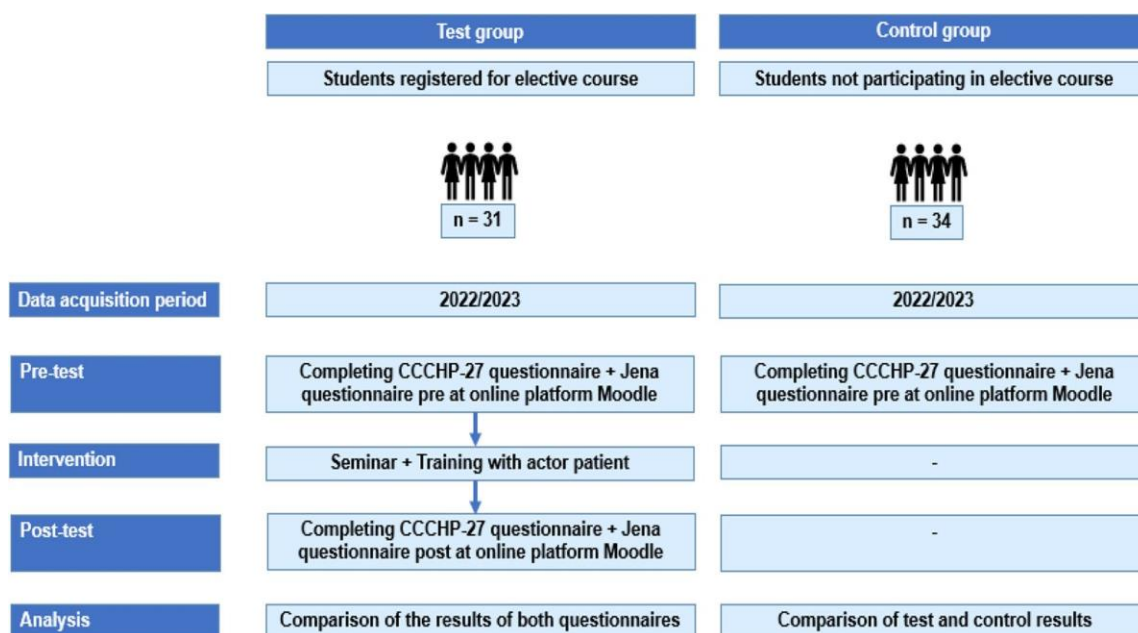 Test group
Control group
Students registered for elective course
Students not participating in elective course
n = 31
n = 34
Data acquisition period
2022/2023
2022/2023
Pre-test
Completing CCCHP-27 questionnaire + Jena
questionnaire pre at online platform Moodle
Completing CCCHP-27 questionnaire + Jena
questionnaire pre at online platform Moodle
Intervention
Seminar + Training with actor patient
-
Post-test
Completing CCCHP-27 questionnaire + Jena
questionnaire post at online platform Moodle
-
Analysis
Comparison of the results of both questionnaires
Comparison of test and control results